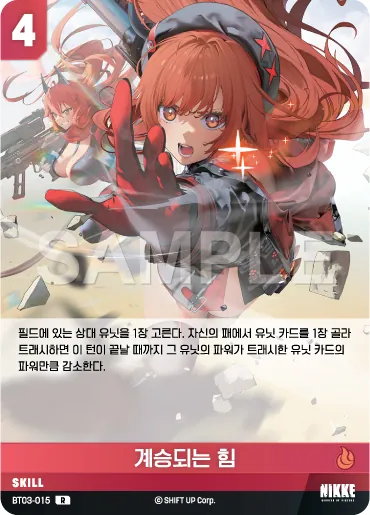 4
SAMPLE
필드에 있는 상대 유닛을 1장 고른다. 자신의 패에서 유닛 카드를 1장 골라
트래시하면 이 턴이 끝날 때까지 그 유닛의 파워가 트래시한 유닛 카드의
파워만큼 감소한다.
계승되는 힘
SKILL
BT03-015 R
© SHIFT UP Corp.
NIKKE
GODDESS OF VICTORY